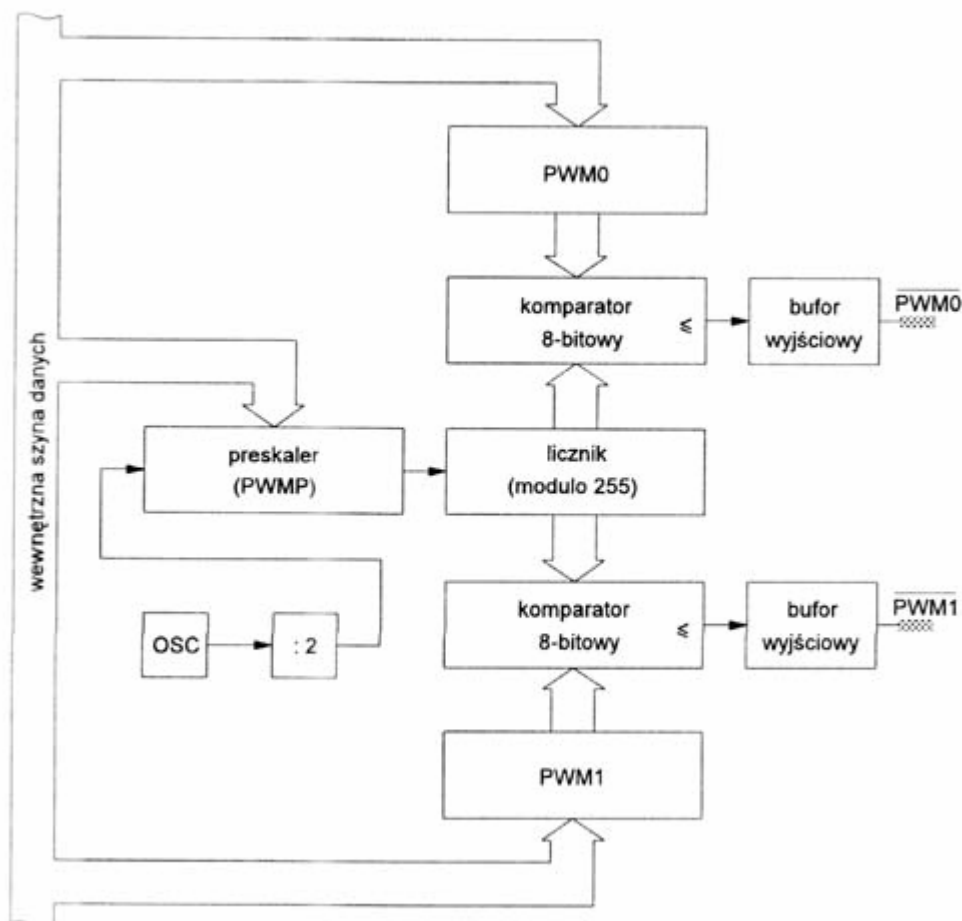 PWM0
komparator
8-bitowy
≤
bufor
wyjściowy
PWM0
wewnętrzna szyna danych
preskaler
(PWMP)
licznik
(modulo 255)
komparator
8-bitowy
≤
bufor
wyjściowy
PWM1
OSC
: 2
PWM1